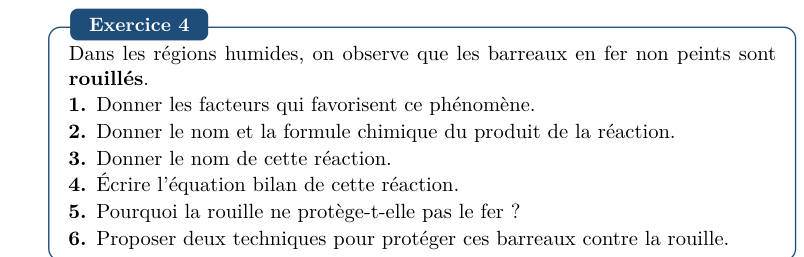 Exercice 4
Dans les régions humides, on observe que les barreaux en fer non peints sont
rouillés.
1. Donner les facteurs qui favorisent ce phénomène.
2. Donner le nom et la formule chimique du produit de la réaction.
3. Donner le nom de cette réaction.
4. Écrire l'équation bilan de cette réaction.
5. Pourquoi la rouille ne protège-t-elle pas le fer ?
6. Proposer deux techniques pour protéger ces barreaux contre la rouille.